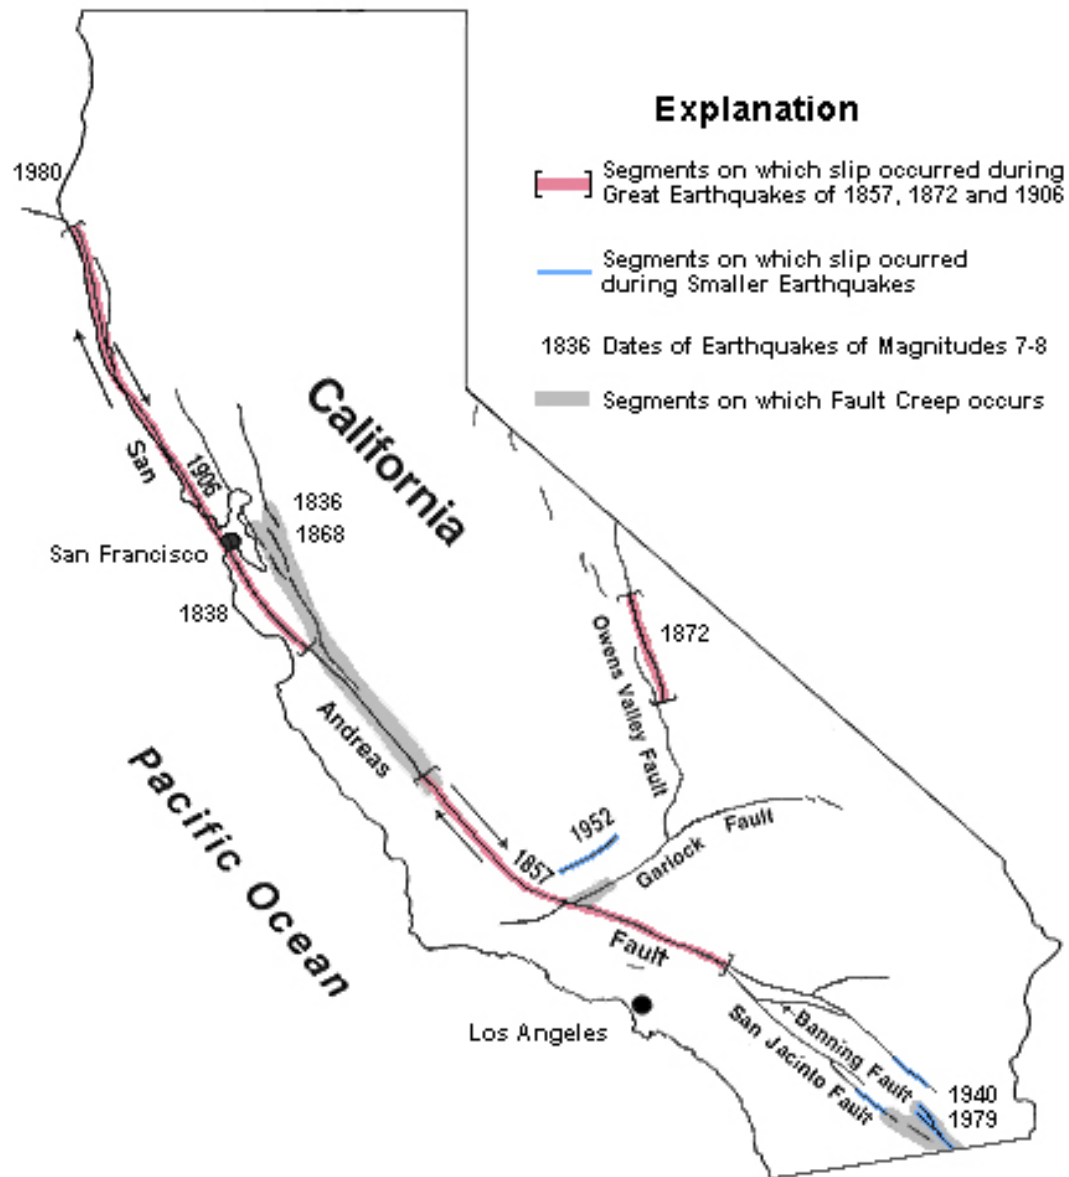 Explanation
Segments on which slip occurred during
Great Earthquakes of 1857, 1872 and 1906
Segments on which slip ocurred
during Smaller Earthquakes
1836 Dates of Earthquakes of Magnitudes 7-8
Segments on which Fault Creep occurs
1980
California
San
1906
1836
1868
San Francisco
1838
1872
Owens Valley Fault
Andreas
Pacific Ocean
1952
1857
Garlock
Fault
Fault
Los Angeles
Banning Fault
San Jacinto Fault
1940
1979